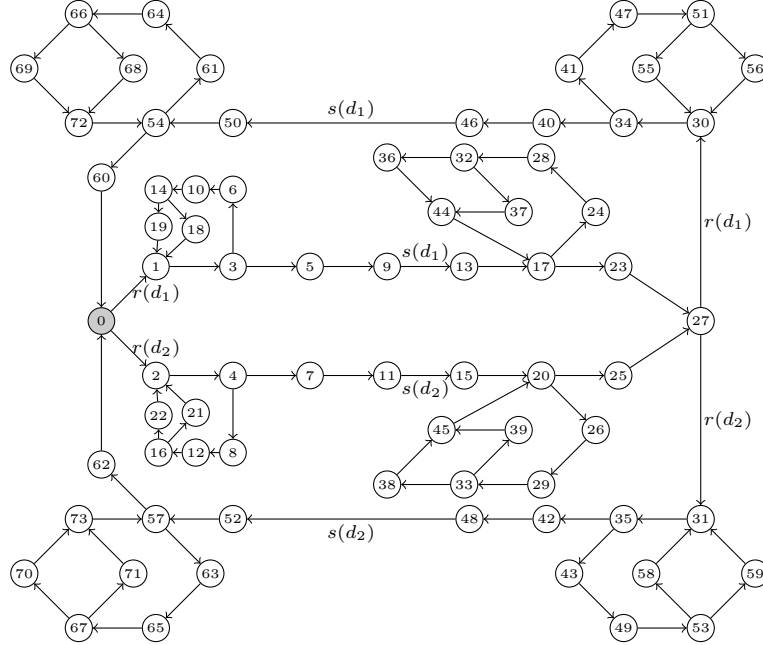 66 64 47 51
69 68 61 41 55 56
72 54 50 s(d₁) 46 40 34 30
36 32 28
60 14 10 6
44 37 24 r(d₁)
19 18
1 3 5 9 s(d₁) 13 17 23
r(d₁)
0 27
r(d₂)
2 4 7 11 s(d₂) 15 20 25
22 21 45 39 26 r(d₂)
16 12 8
62 38 33 29
73 57 52 s(d₂) 48 42 35 31
70 71 63 43 58 59
67 65 49 53